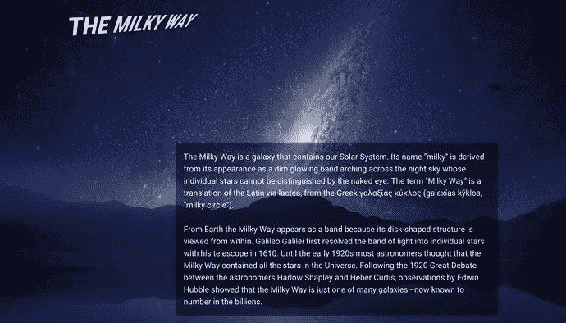 THE MILKY WAY
The Milky Way is a galaxy that contains our Solar System. Its name "milky" is derived
from its appearance as a dim glowing band arching across the night sky whose
individual stars cannot be distinguished by the naked eye. The term "Milky Way" is a
translation of the Latin via lactea, from the Greek γαλαξίας κύκλος (galaxías kýklos,
"milky circle").
From Earth the Milky Way appears as a band because its disk-shaped structure is
viewed from within. Galileo Galilei first resolved the band of light into individual stars
with his telescope in 1610. Until the early 1920s most astronomers thought that the
Milky Way contained all the stars in the Universe. Following the 1920 Great Debate
between the astronomers Harlow Shapley and Heber Curtis, observations by Edwin
Hubble showed that the Milky Way is just one of many galaxies—now known to
number in the billions.